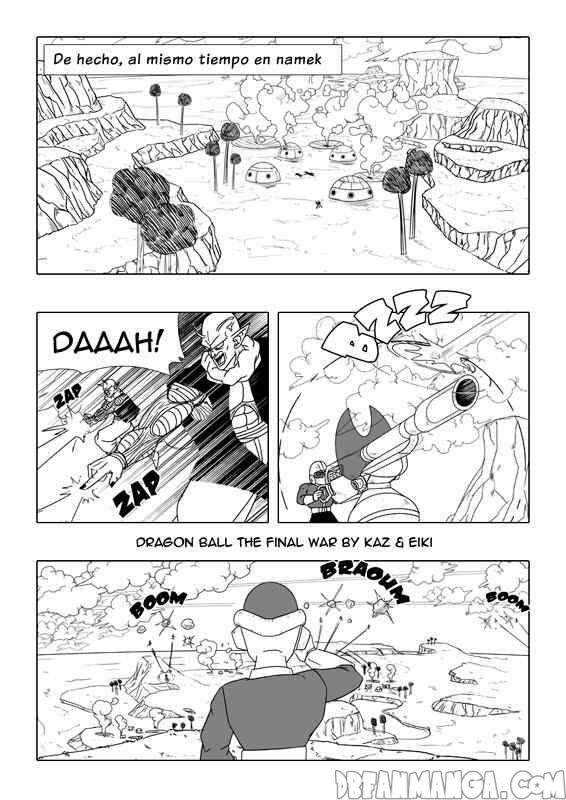 De hecho, al mismo tiempo en namek
DAAAH!
ZAP
ZAP
BZZZ
DRAGON BALL THE FINAL WAR BY KAZ & EIKI
BOOM
BRAOUM
BOOM
DBFANMANGA.COM